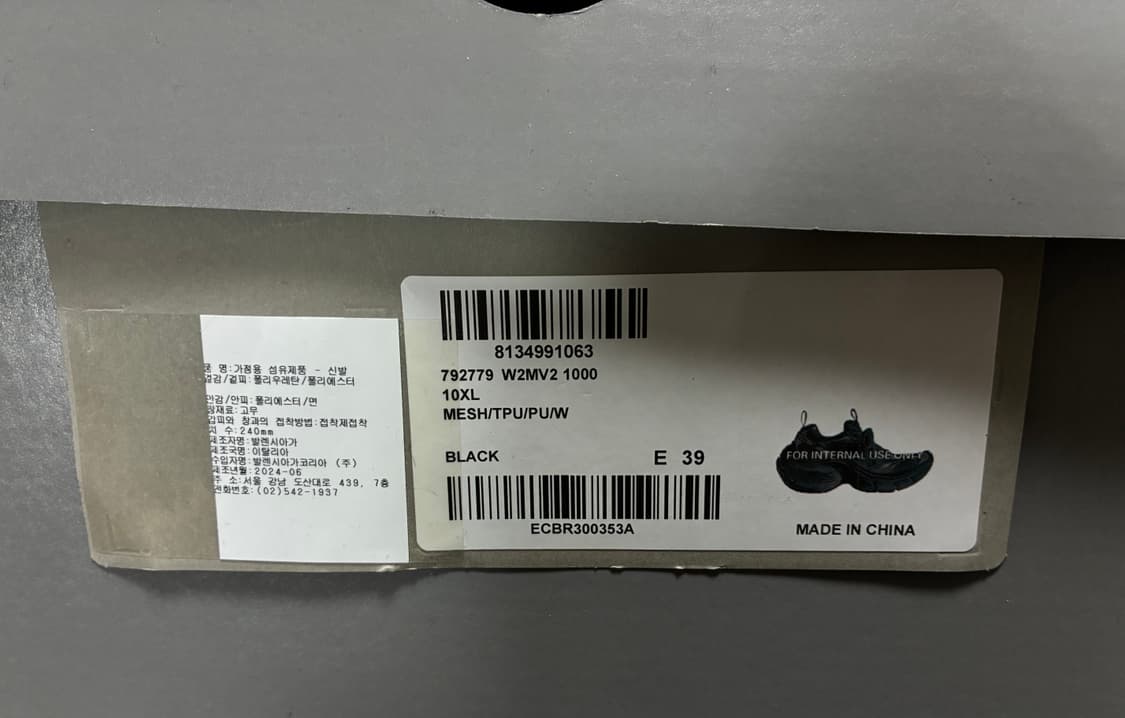 명:가정용 섬유제품 - 신발
겉감/겉피:폴리우레탄/폴리에스터
안감/안피:폴리에스터/면
창재료:고무
갑피와 창과의 접착방법:접착제접착
치 수:240mm
제조자명:발렌시아가
제조국명:이탈리아
수입자명:발렌시아가코리아 (주)
제조년월:2024-06
주 소:서울 강남 도산대로 439, 7층
전화번호:(02)542-1937
8134991063
792779 W2MV2 1000
10XL
MESH/TPU/PU/W
BLACK E 39
ECBR300353A
FOR INTERNAL USE ONLY
MADE IN CHINA